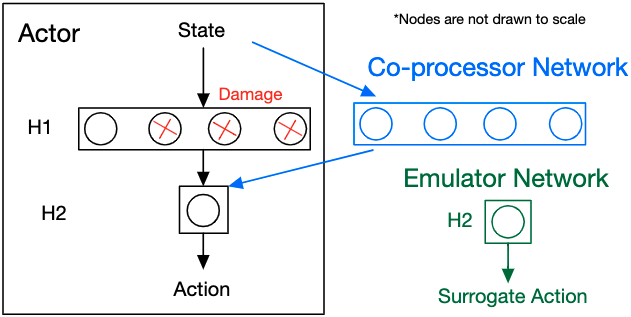 *Nodes are not drawn to scale
Actor
State
Co-processor Network
Damage
H1
Emulator Network
H2
H2
Action
Surrogate Action